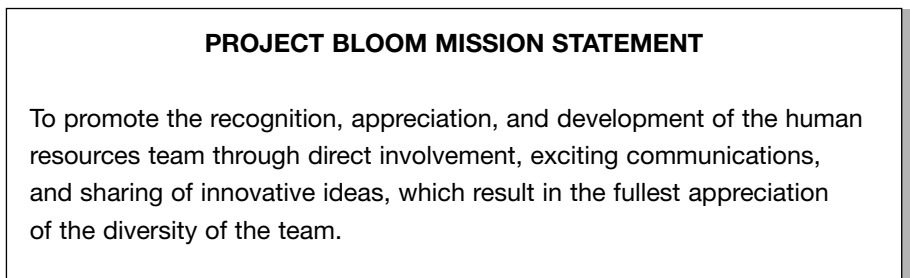 PROJECT BLOOM MISSION STATEMENT
To promote the recognition, appreciation, and development of the human
resources team through direct involvement, exciting communications,
and sharing of innovative ideas, which result in the fullest appreciation
of the diversity of the team.